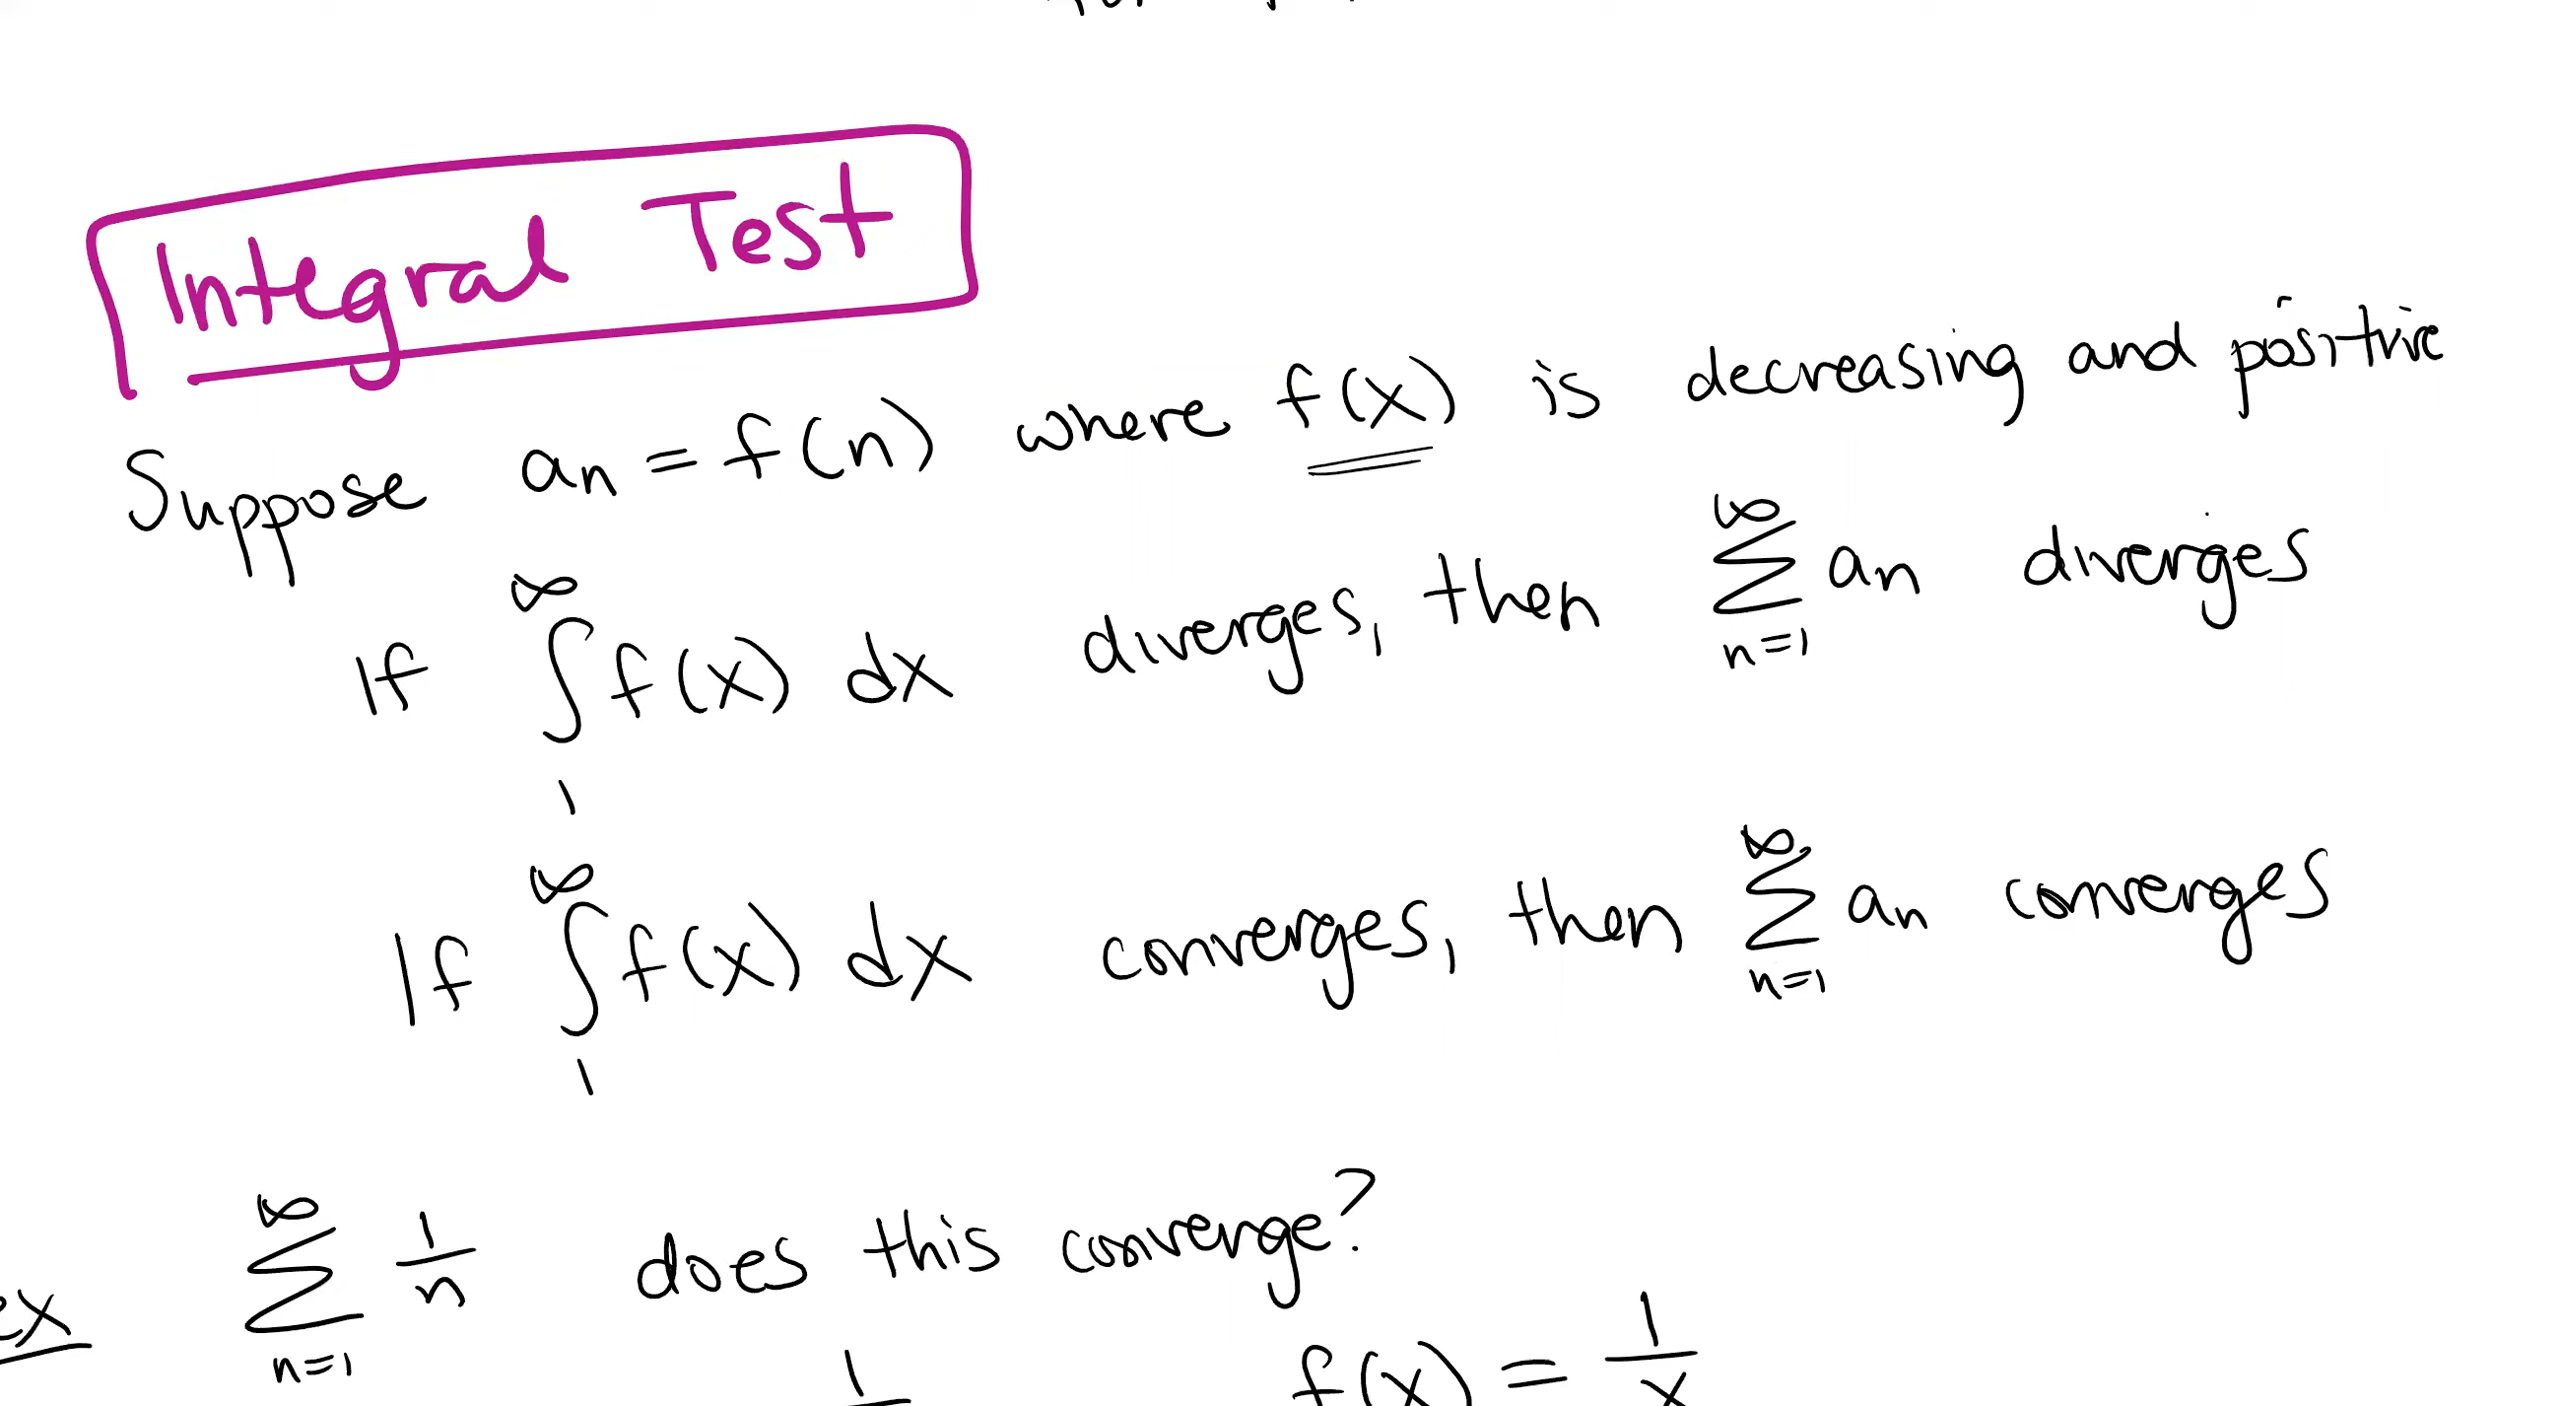 Integral Test
Suppose an = f(n) where f(x) is decreasing and positive
If ∫₁^∞ f(x) dx diverges, then ∑_{n=1}^∞ an diverges
If ∫₁^∞ f(x) dx converges, then ∑_{n=1}^∞ an converges
ex ∑_{n=1}^∞ 1/n does this converge?
f(x) = 1/x